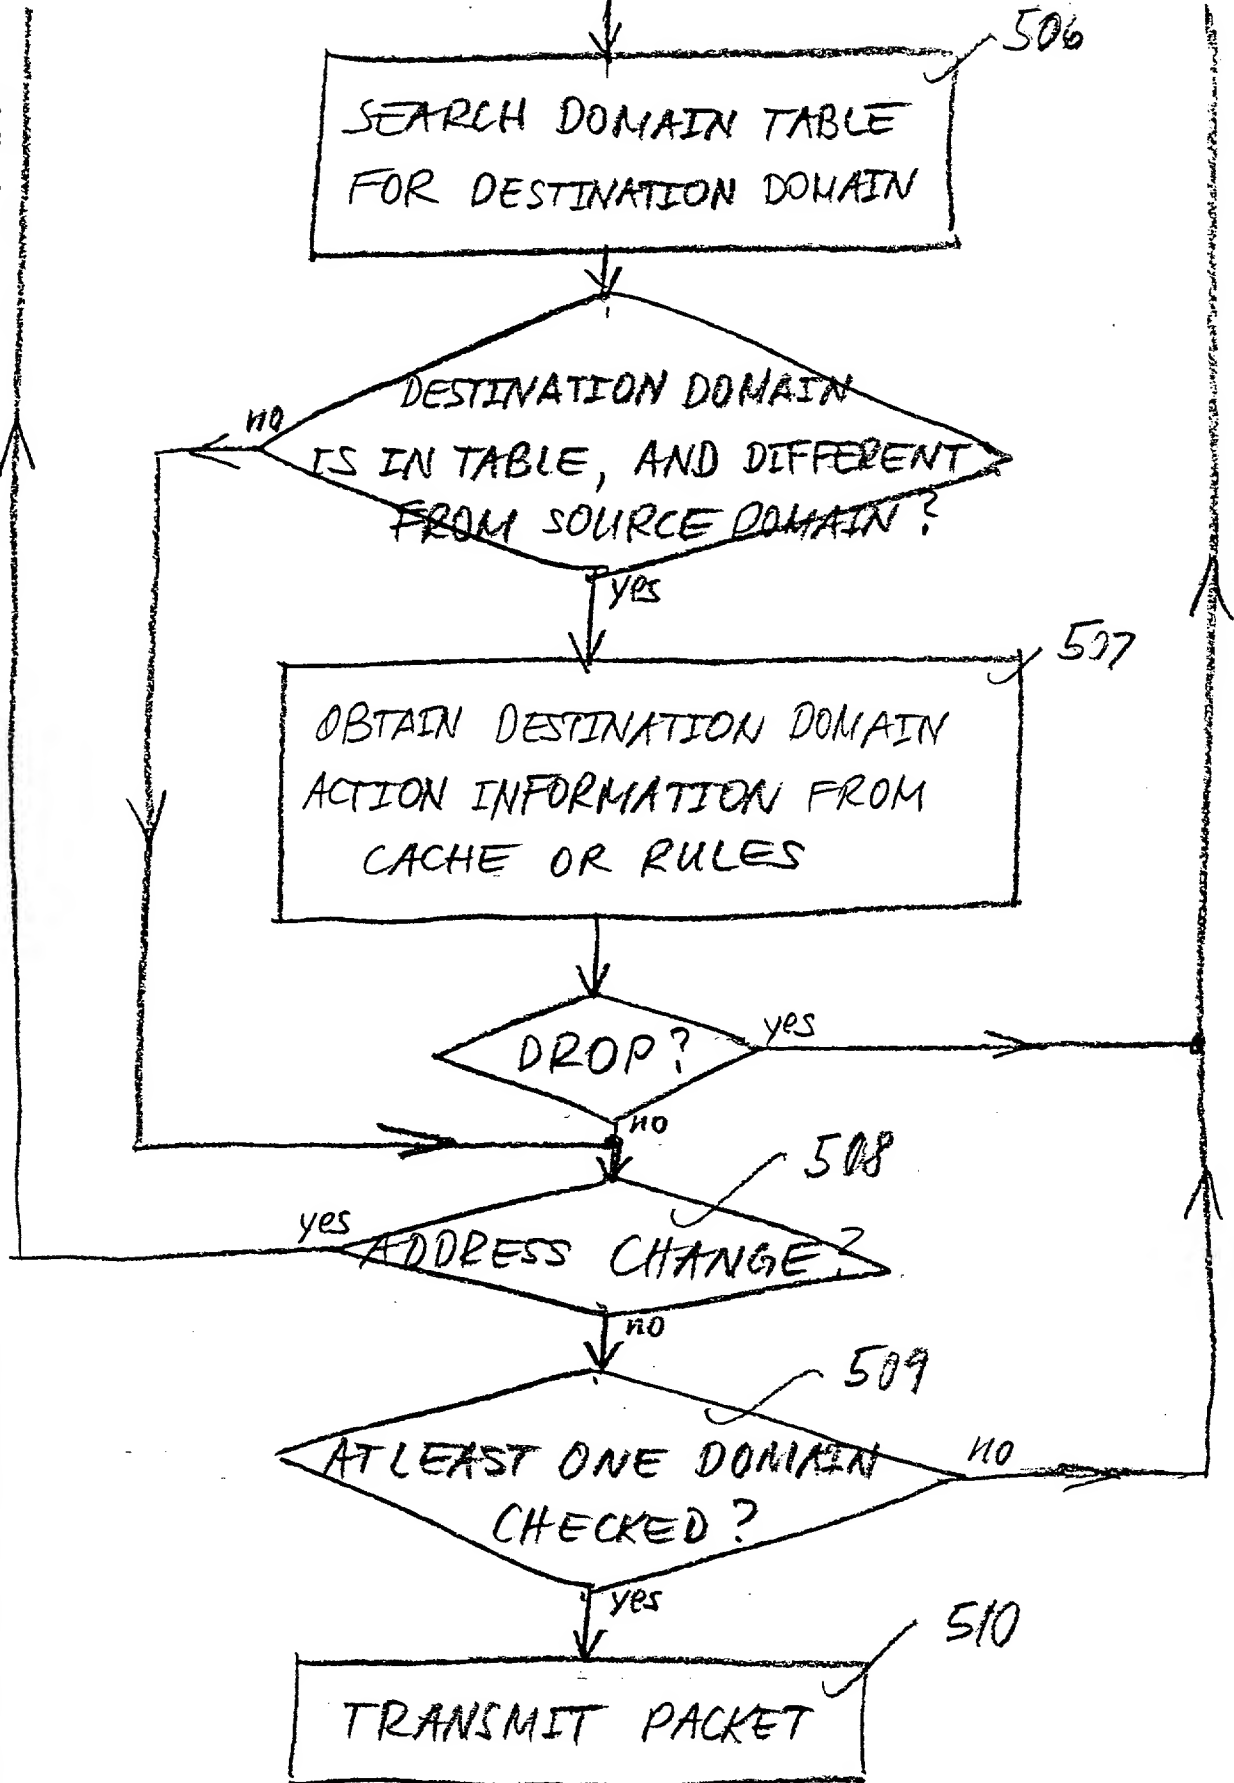 506
SEARCH DOMAIN TABLE
FOR DESTINATION DOMAIN
DESTINATION DOMAIN
no
IS IN TABLE, AND DIFFERENT
FROM SOURCE DOMAIN?
yes
507
OBTAIN DESTINATION DOMAIN
ACTION INFORMATION FROM
CACHE OR RULES
DROP?
yes
no
508
yes
ADDRESS CHANGE?
no
509
AT LEAST ONE DOMAIN
no
CHECKED?
yes
510
TRANSMIT PACKET